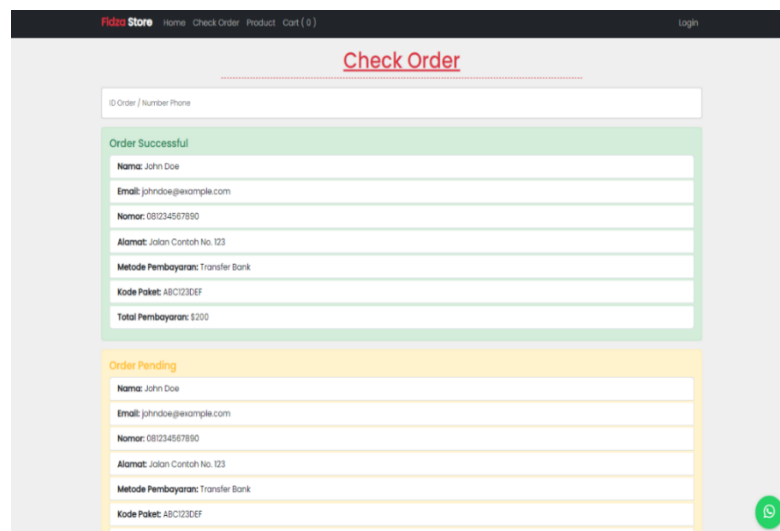 Fidza Store Home Check Order Product Cart ( 0 ) Login
Check Order
ID Order / Number Phone
Order Successful
Nama: John Doe
Email: johndoe@example.com
Nomor: 081234567890
Alamat: Jalan Contoh No. 123
Metode Pembayaran: Transfer Bank
Kode Paket: ABC123DEF
Total Pembayaran: $200
Order Pending
Nama: John Doe
Email: johndoe@example.com
Nomor: 081234567890
Alamat: Jalan Contoh No. 123
Metode Pembayaran: Transfer Bank
Kode Paket: ABC123DEF